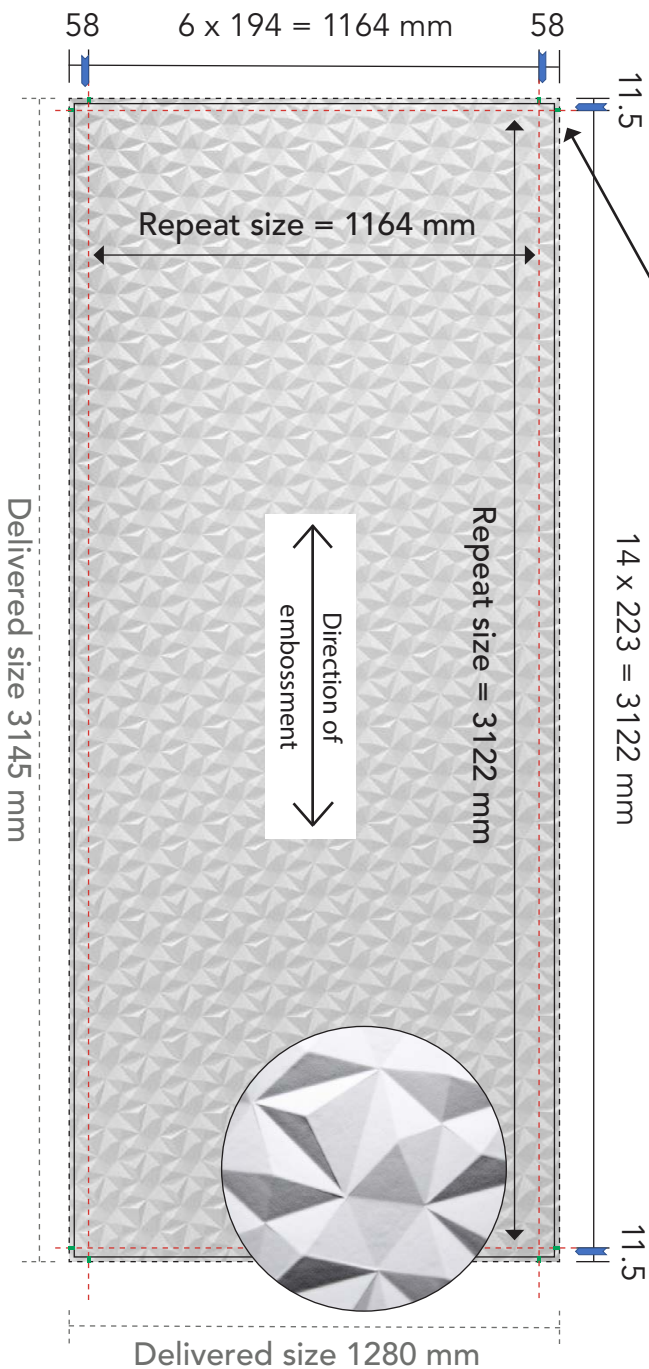 58
6 x 194 = 1164 mm
58
11.5
Repeat size = 1164 mm
Repeat size = 3122 mm
14 x 223 = 3122 mm
Direction of
embossment
Delivered size 3145 mm
11.5
Delivered size 1280 mm